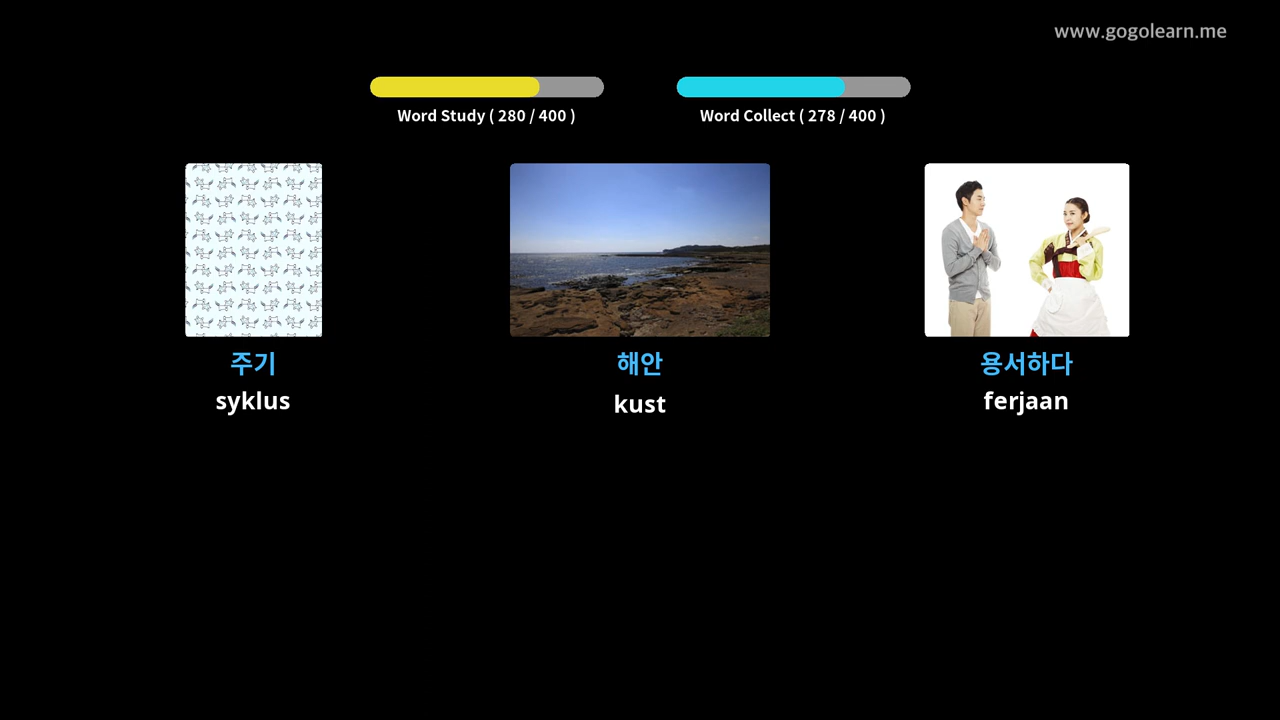 www.gogolearn.me
Word Study ( 280 / 400 )
Word Collect ( 278 / 400 )
주기
해안
용서하다
syklus
kust
ferjaan